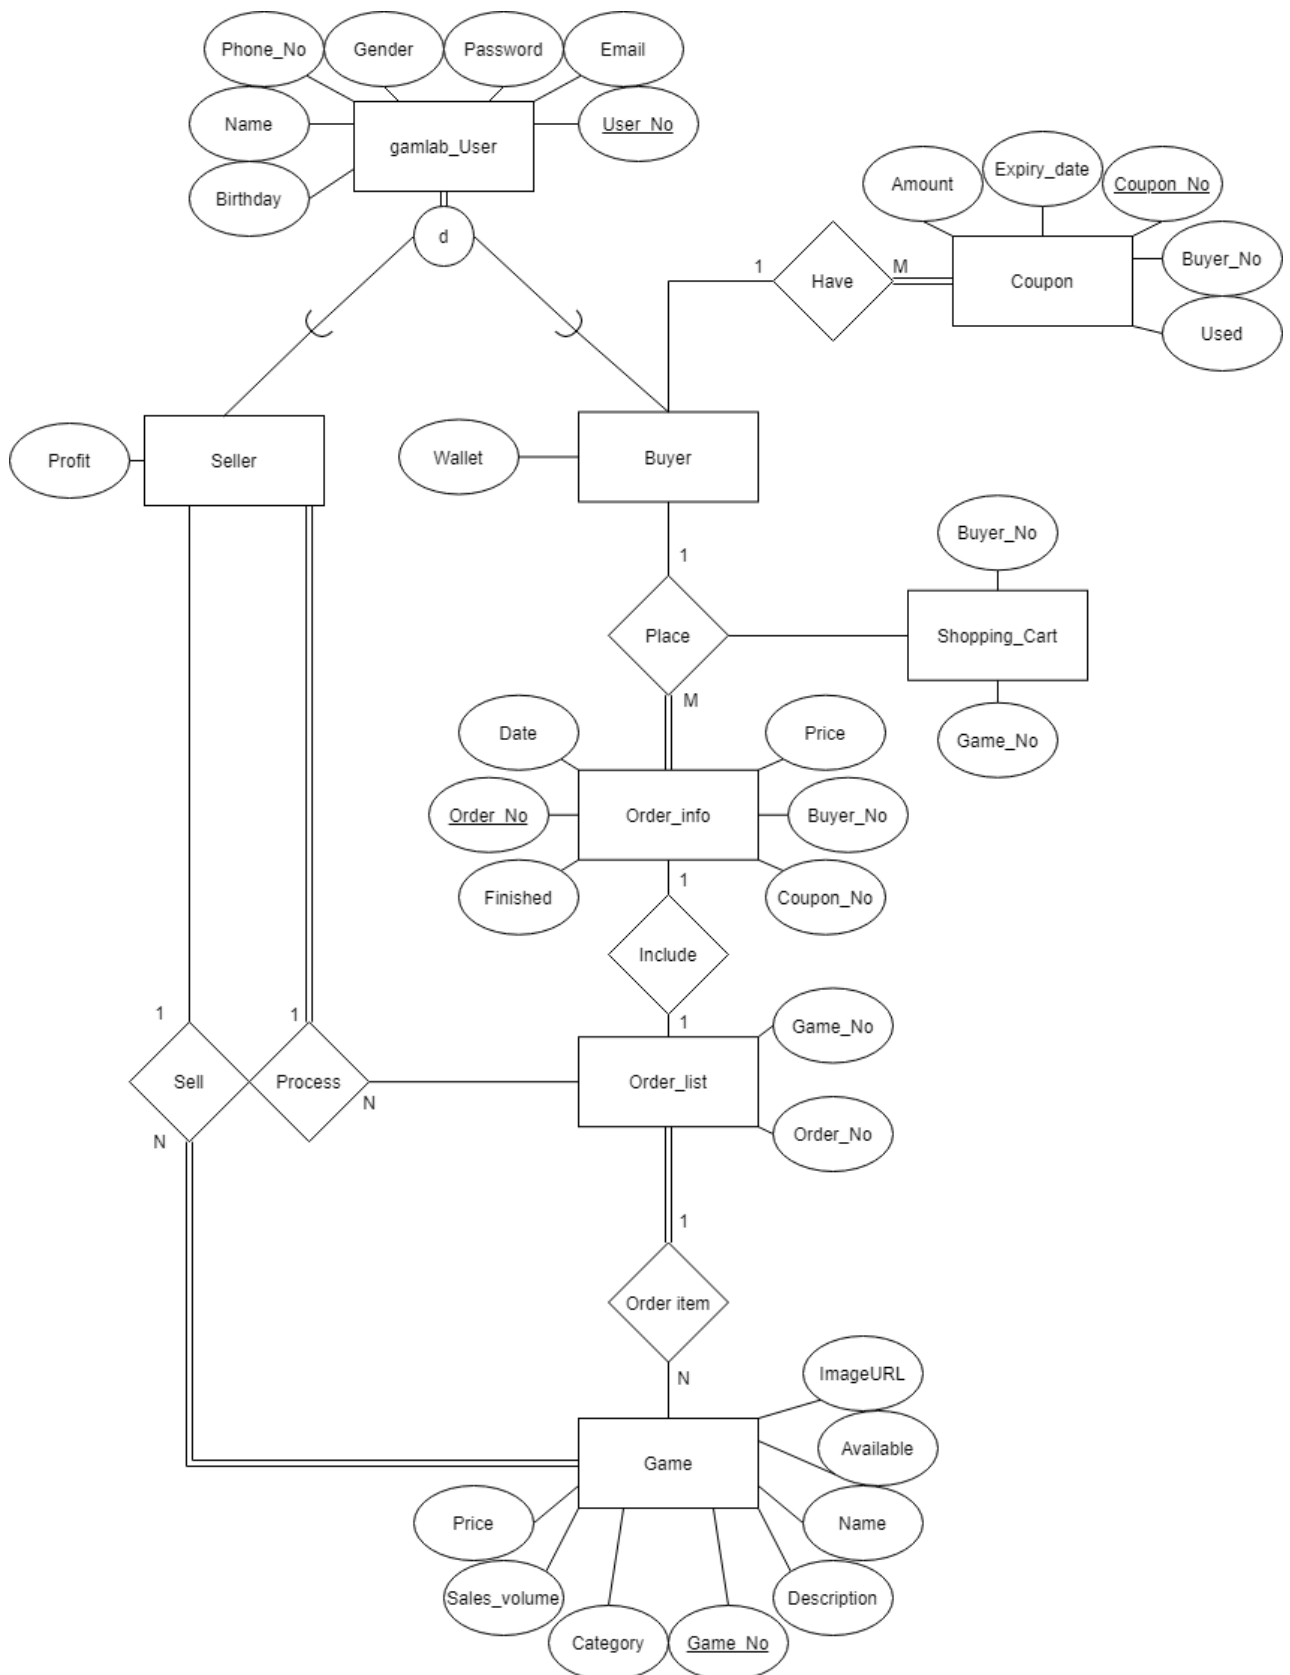 Phone_No
Gender
Password
Email
Name
gamlab_User
User_No
Birthday
d
Amount
Expiry_date
Coupon_No
1
Have
M
Coupon
Buyer_No
Used
Profit
Seller
Wallet
Buyer
1
Buyer_No
Place
Shopping_Cart
M
Game_No
Date
Price
Order_No
Order_info
Buyer_No
Finished
1
Coupon_No
Include
1
1
1
Game_No
Sell
Process
N
Order_list
N
Order_No
1
Order item
N
ImageURL
Available
Game
Price
Name
Sales_volume
Description
Category
Game_No